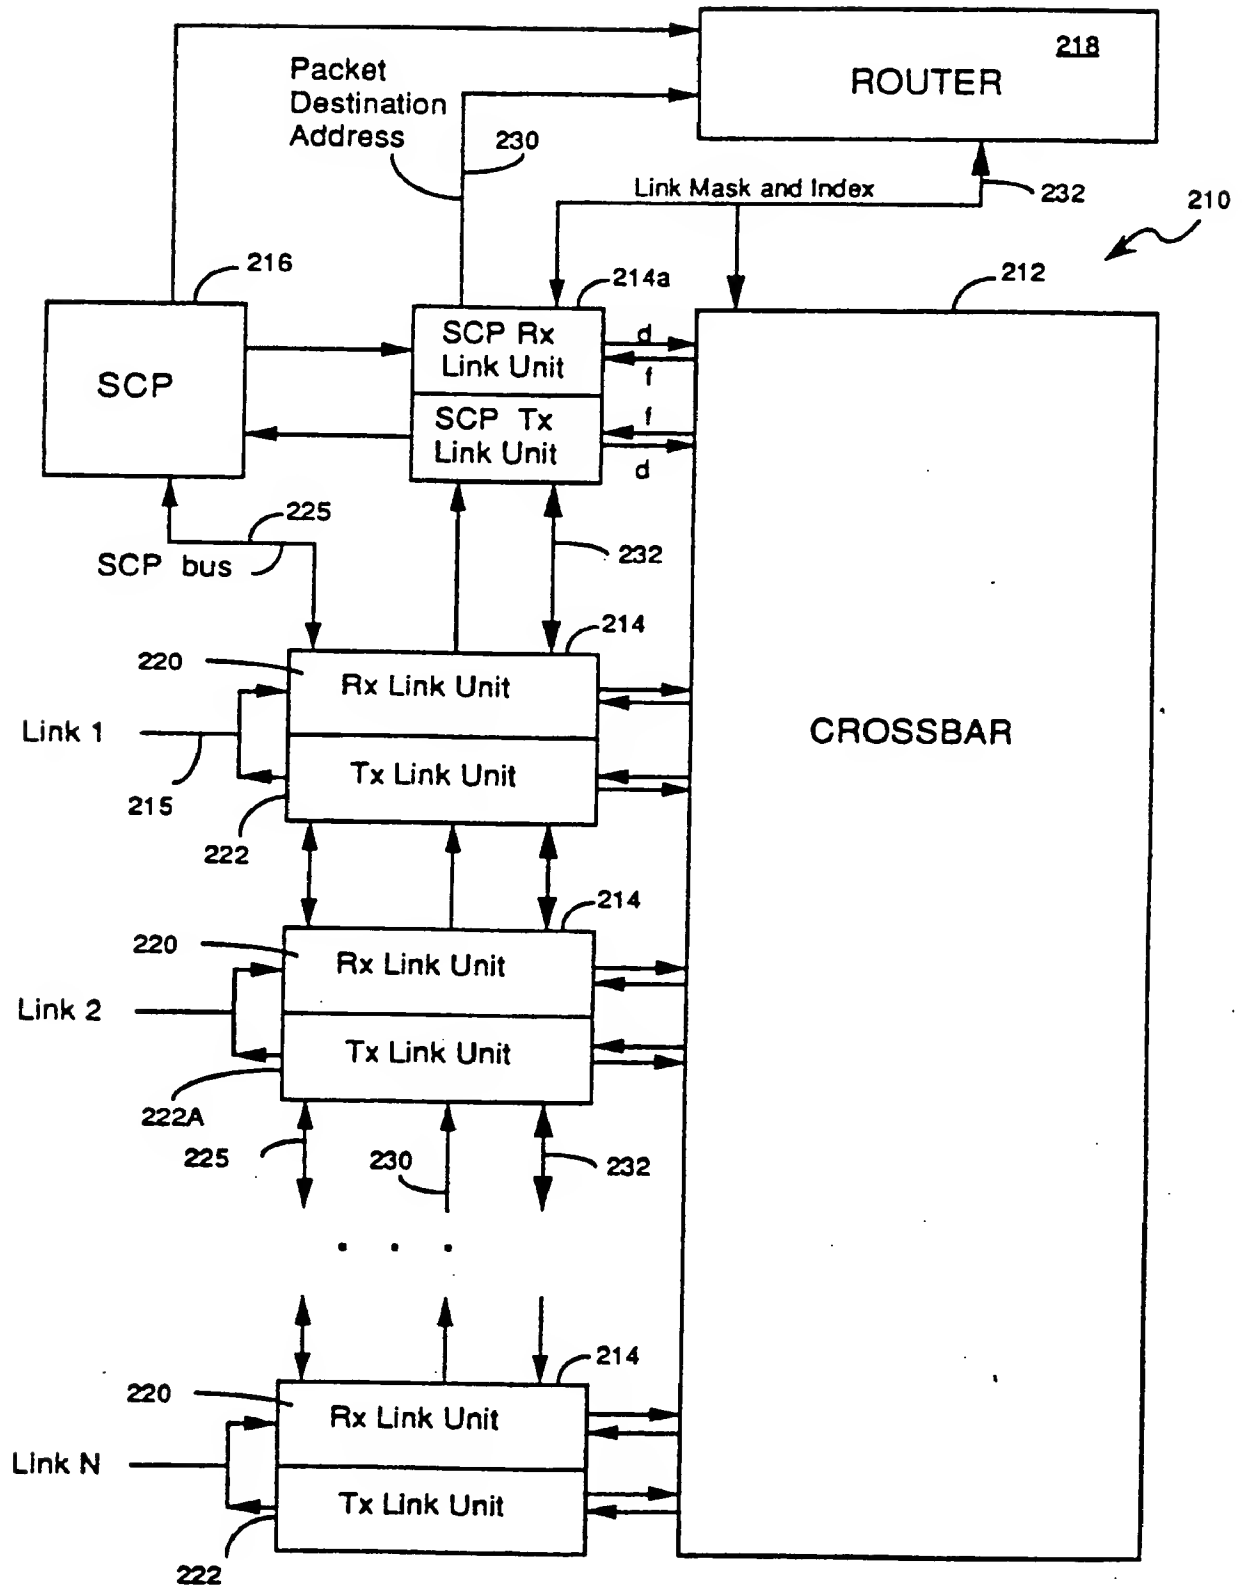 218
ROUTER
Packet
Destination
Address
230
Link Mask and Index
232
210
216
214a
212
SCP
SCP Rx
Link Unit
d
f
SCP Tx
Link Unit
f
d
225
SCP bus
232
214
220
Rx Link Unit
Link 1
CROSSBAR
Tx Link Unit
215
222
214
220
Rx Link Unit
Link 2
Tx Link Unit
222A
225
230
232
. . .
214
220
Rx Link Unit
Link N
Tx Link Unit
222